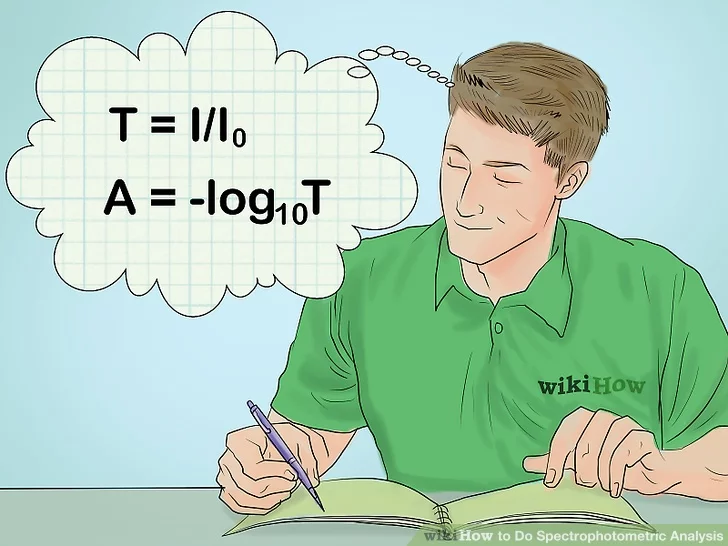 T = I/I₀
A = -log₁₀T
wikiHow
wikiHow to Do Spectrophotometric Analysis